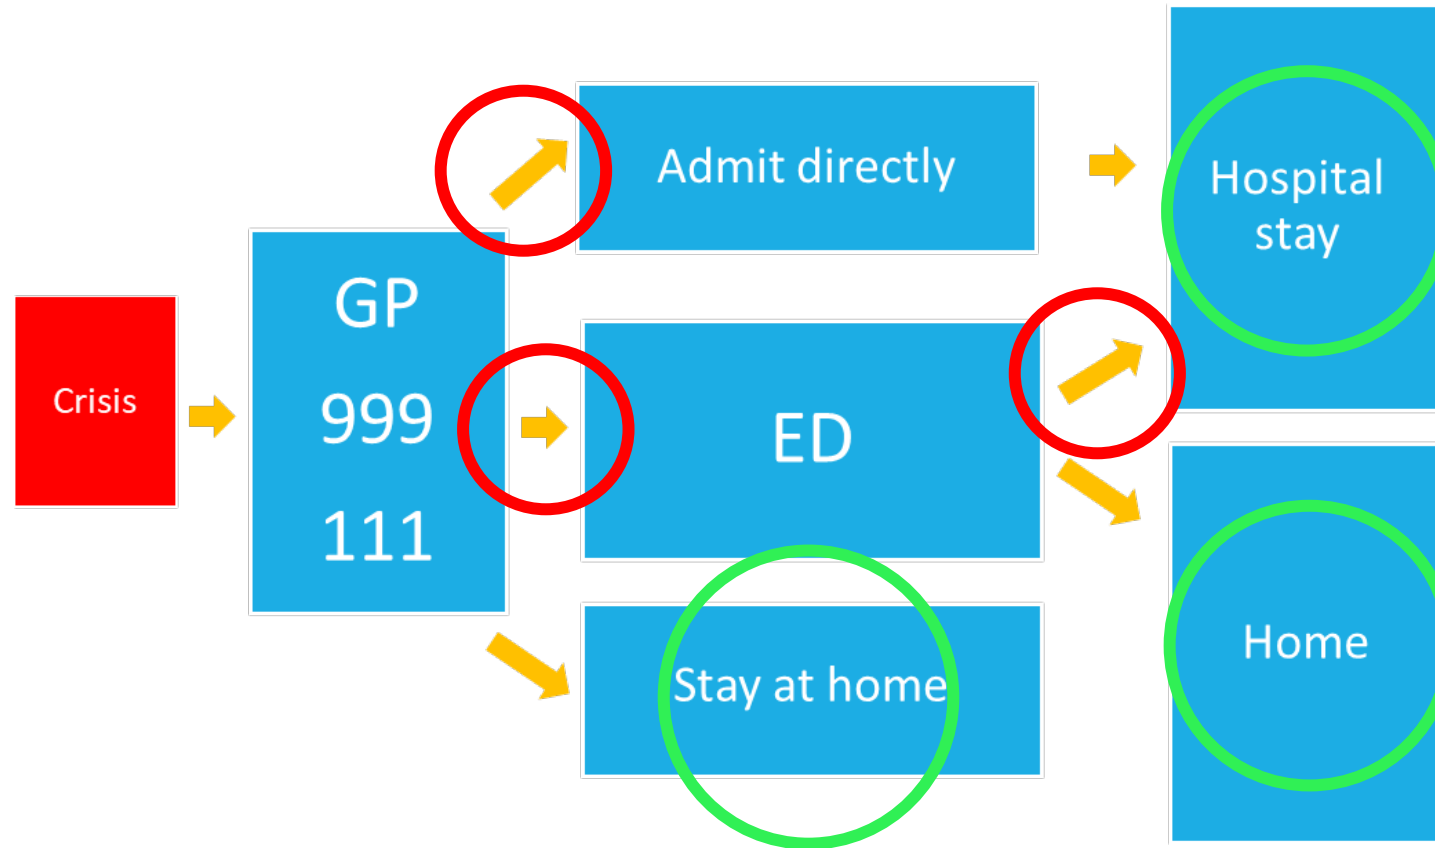 Crisis
GP
999
111
Admit directly
ED
Stay at home
Hospital
stay
Home